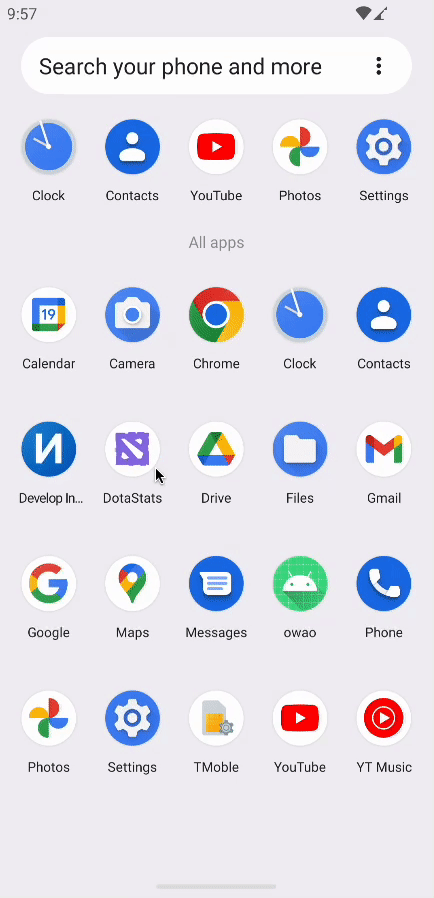 9:57
Search your phone and more
Clock Contacts YouTube Photos Settings
All apps
19
Calendar Camera Chrome Clock Contacts
Develop In... DotaStats Drive Files Gmail
Google Maps Messages owao Phone
Photos Settings TMoble YouTube YT Music